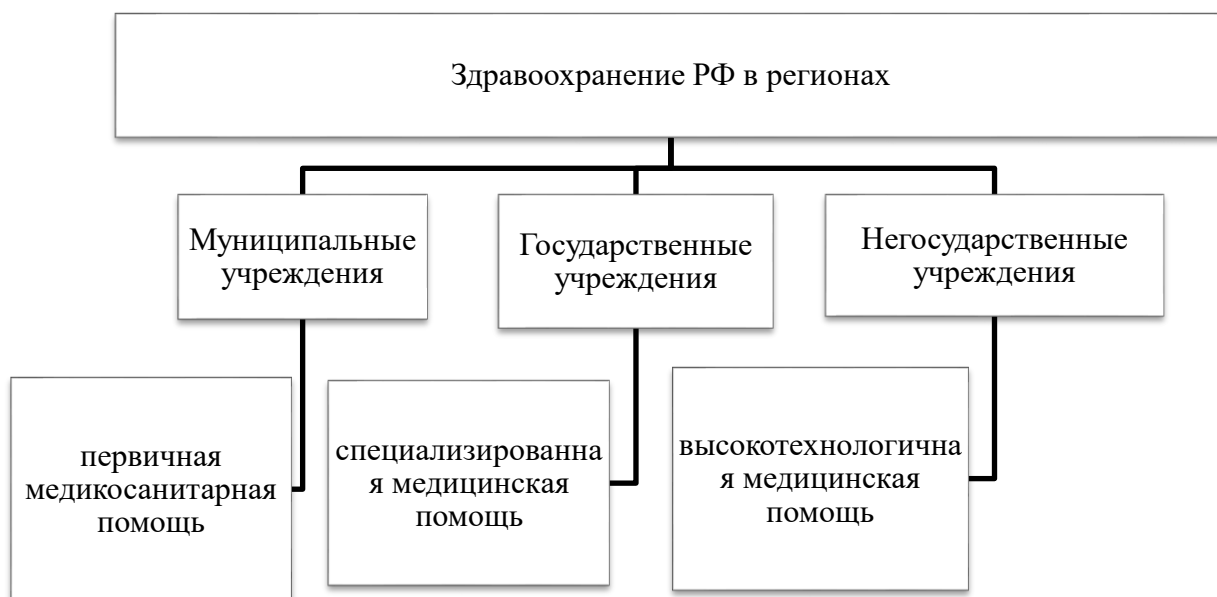 Здравоохранение РФ в регионах
Муниципальные
учреждения
Государственные
учреждения
Негосударственные
учреждения
первичная
медикосанитарная
помощь
специализированна
я медицинская
помощь
высокотехнологична
я медицинская
помощь